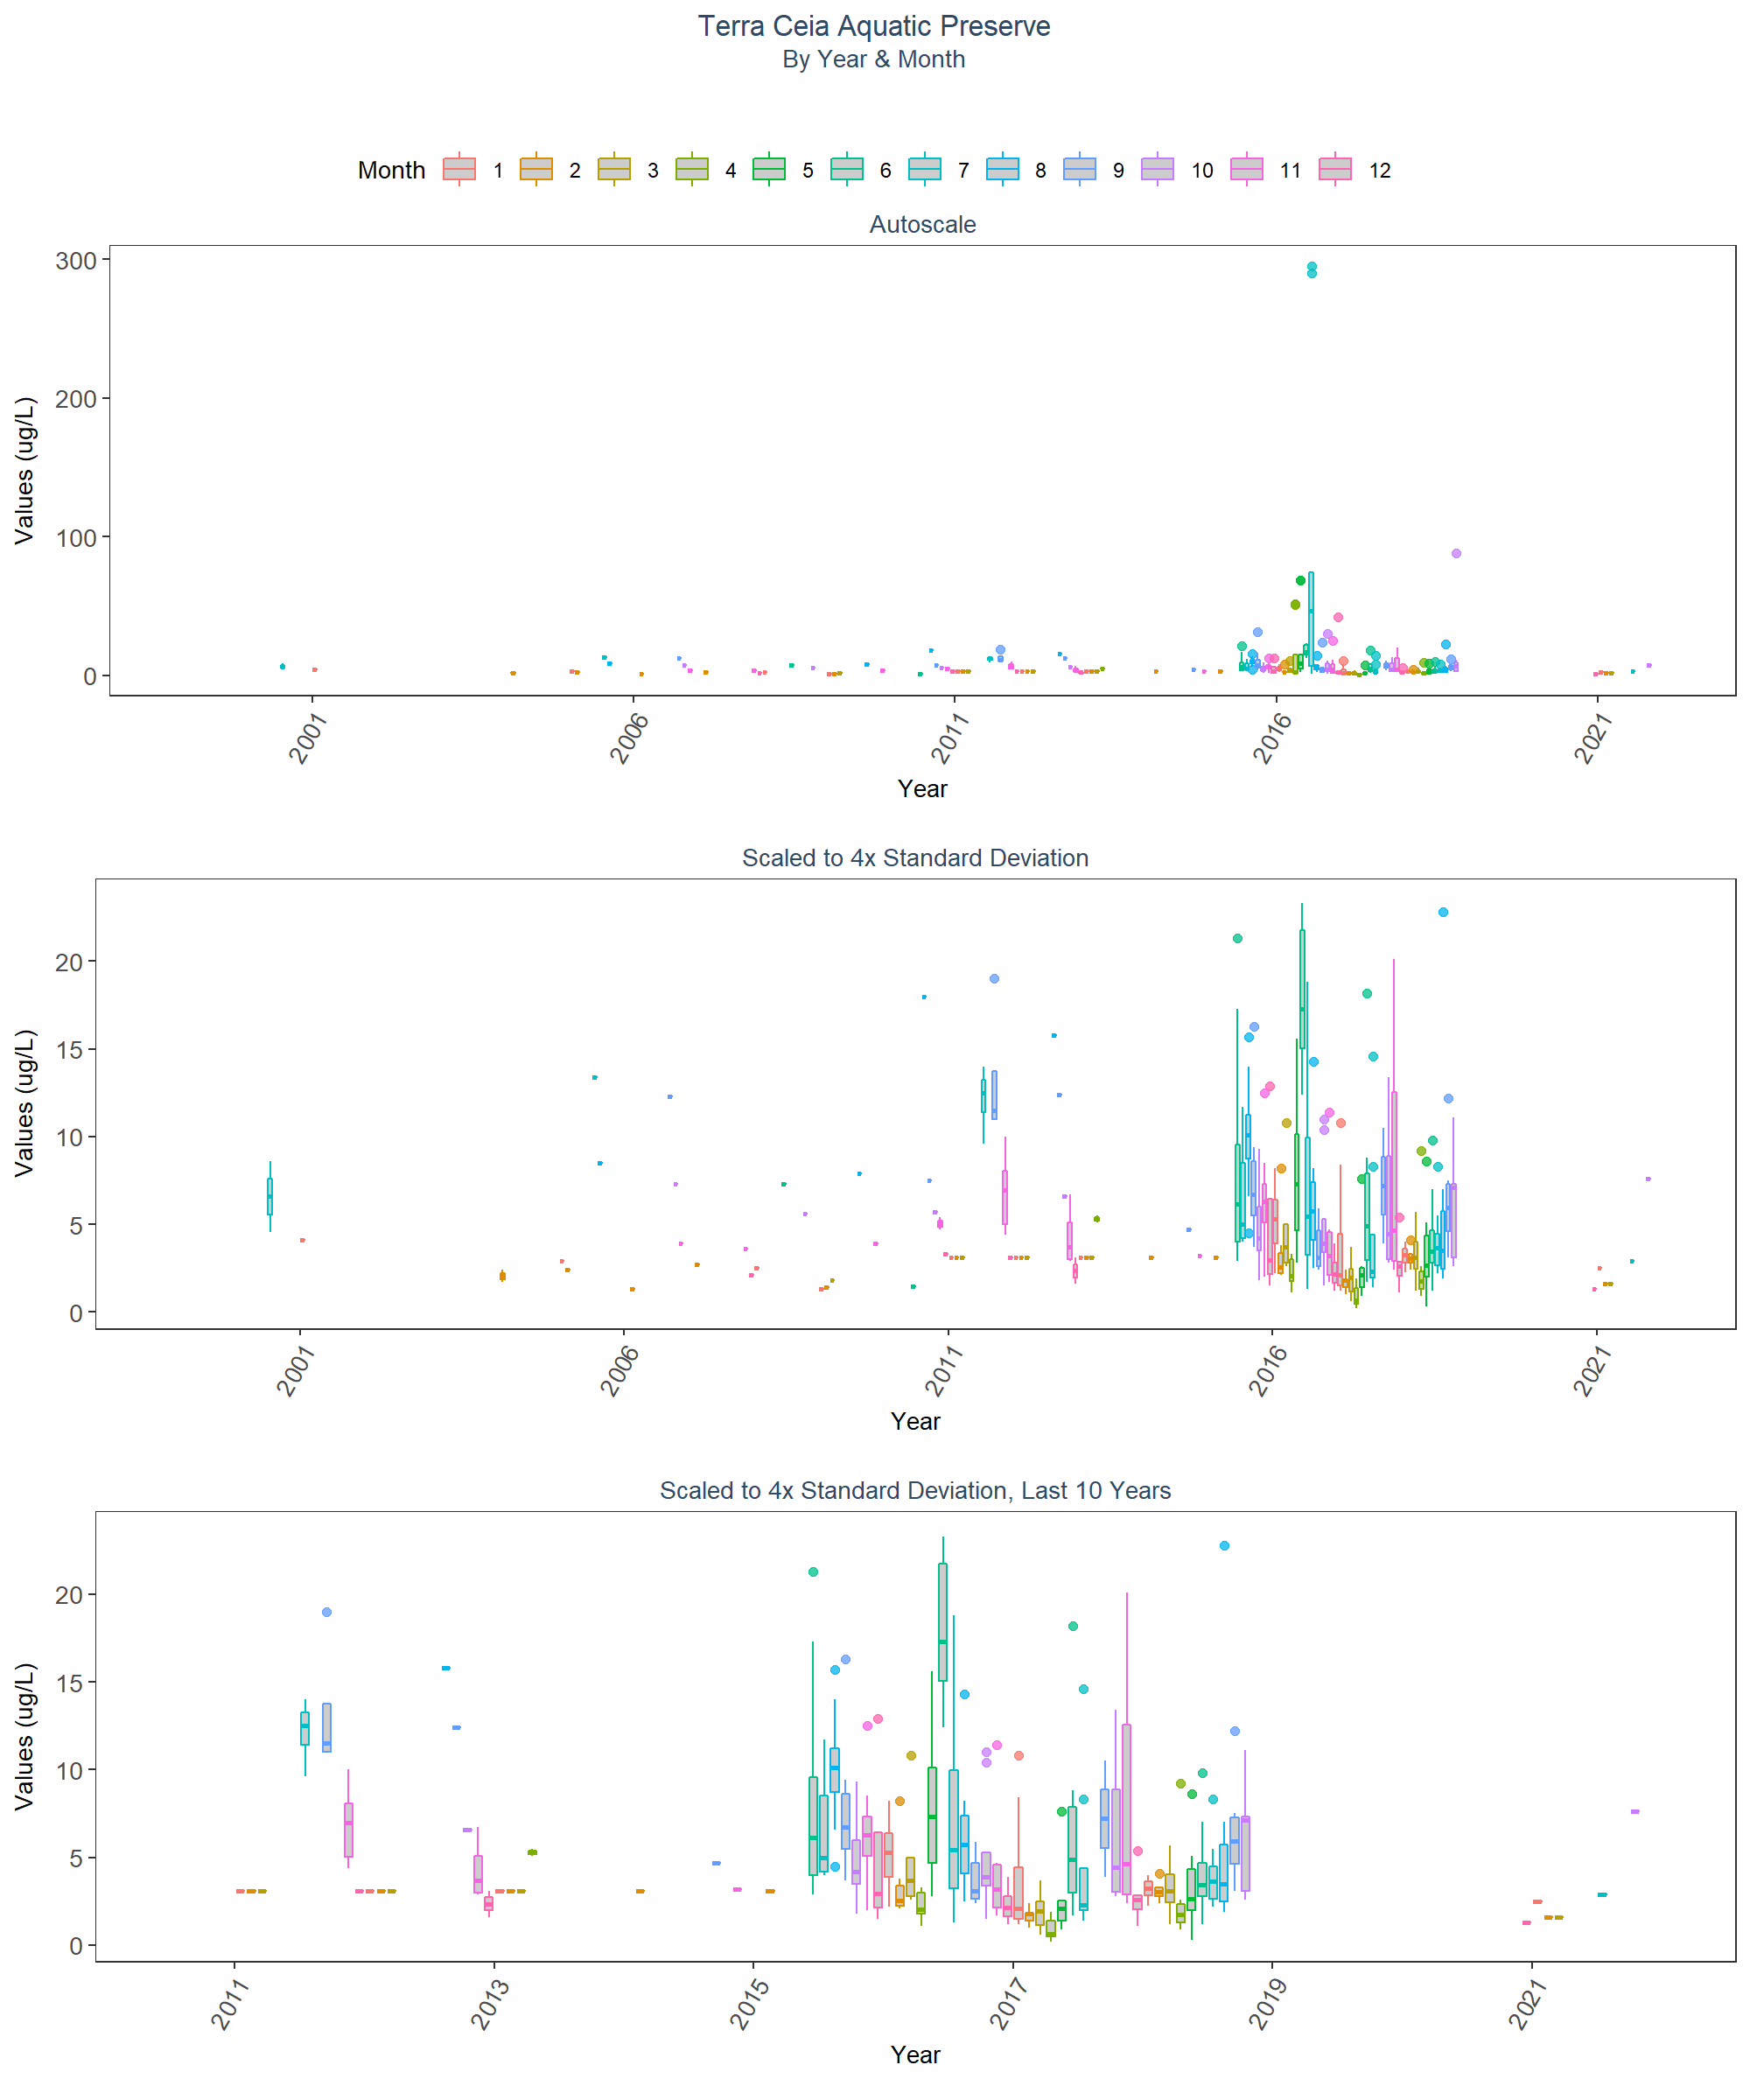 Terra Ceia Aquatic Preserve
By Year & Month
Month 1 2 3 4 5 6 7 8 9 10 11 12
Autoscale
Values (ug/L)
300
200
100
0
2001 2006 2011 2016 2021
Year
Scaled to 4x Standard Deviation
Values (ug/L)
20
15
10
5
0
2001 2006 2011 2016 2021
Year
Scaled to 4x Standard Deviation, Last 10 Years
Values (ug/L)
20
15
10
5
0
2011 2013 2015 2017 2019 2021
Year